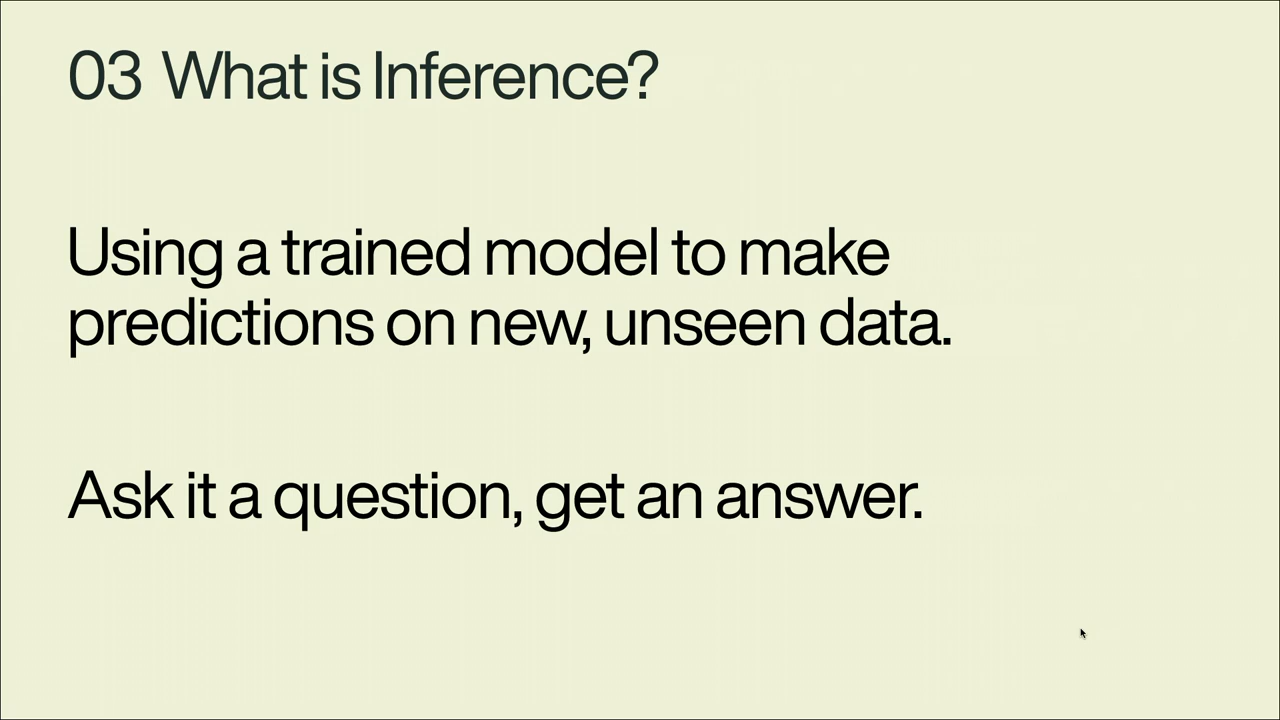 03 What is Inference?
Using a trained model to make
predictions on new, unseen data.
Ask it a question, get an answer.